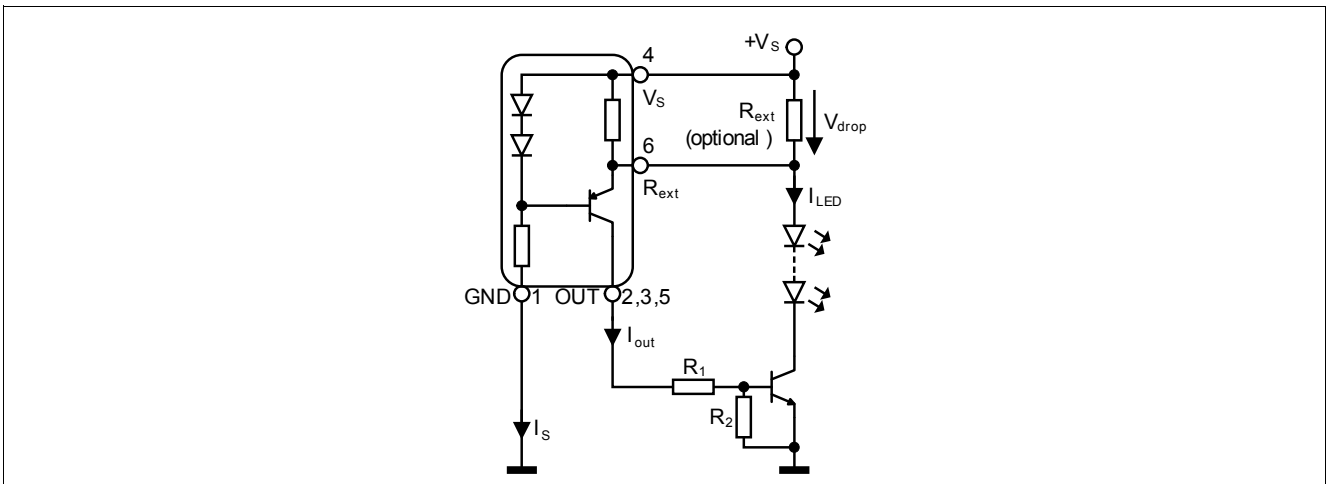 +VS
4
VS
Rext
(optional )
Vdrop
6
Rext
ILED
GND 1 OUT 2,3,5
Iout
R1
R2
IS